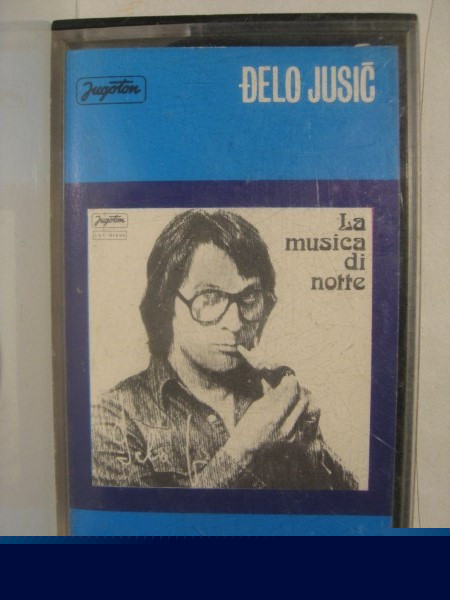 Jugoton
ĐELO JUSIĆ
Jugoton
La
musica
di
notte